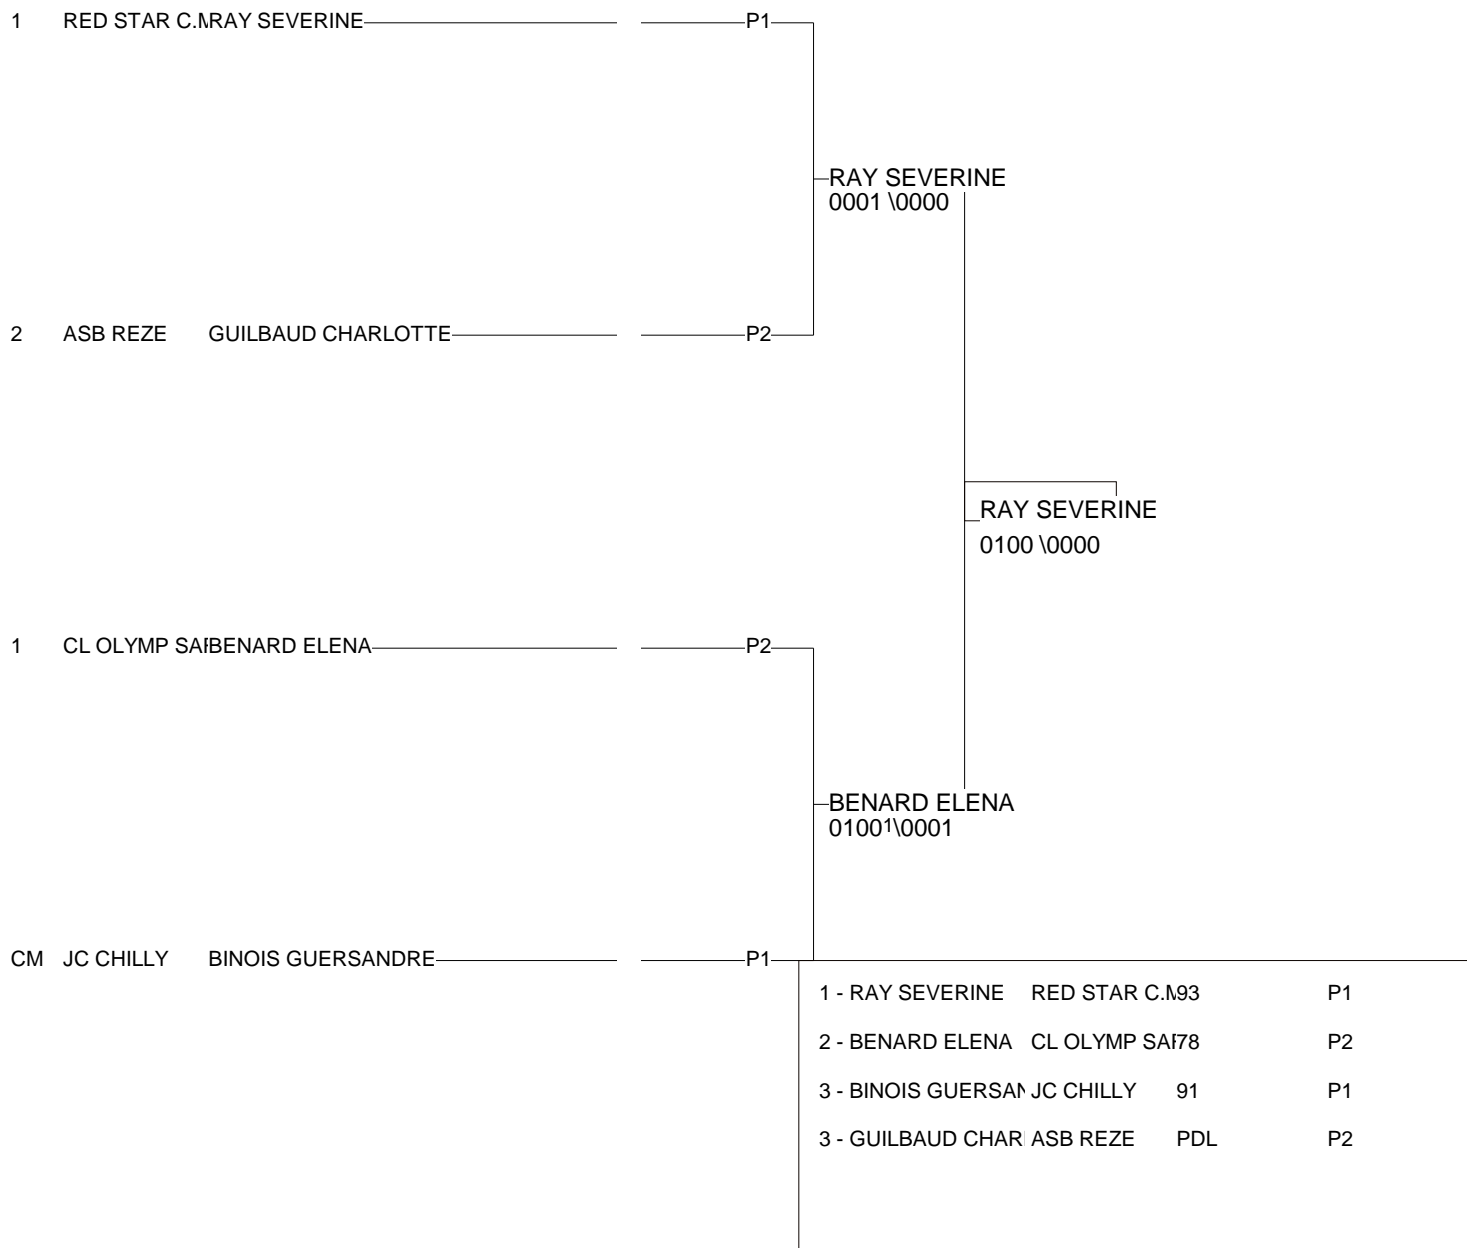 1 RED STAR C.M RAY SEVERINE P1
RAY SEVERINE
0001 \0000
2 ASB REZE GUILBAUD CHARLOTTE P2
RAY SEVERINE
0100 \0000
1 CL OLYMP SAR BENARD ELENA P2
BENARD ELENA
01001\0001
CM JC CHILLY BINOIS GUERSANDRE P1
1 - RAY SEVERINE RED STAR C.M 93 P1
2 - BENARD ELENA CL OLYMP SAR 78 P2
3 - BINOIS GUERSAN JC CHILLY 91 P1
3 - GUILBAUD CHAR ASB REZE PDL P2